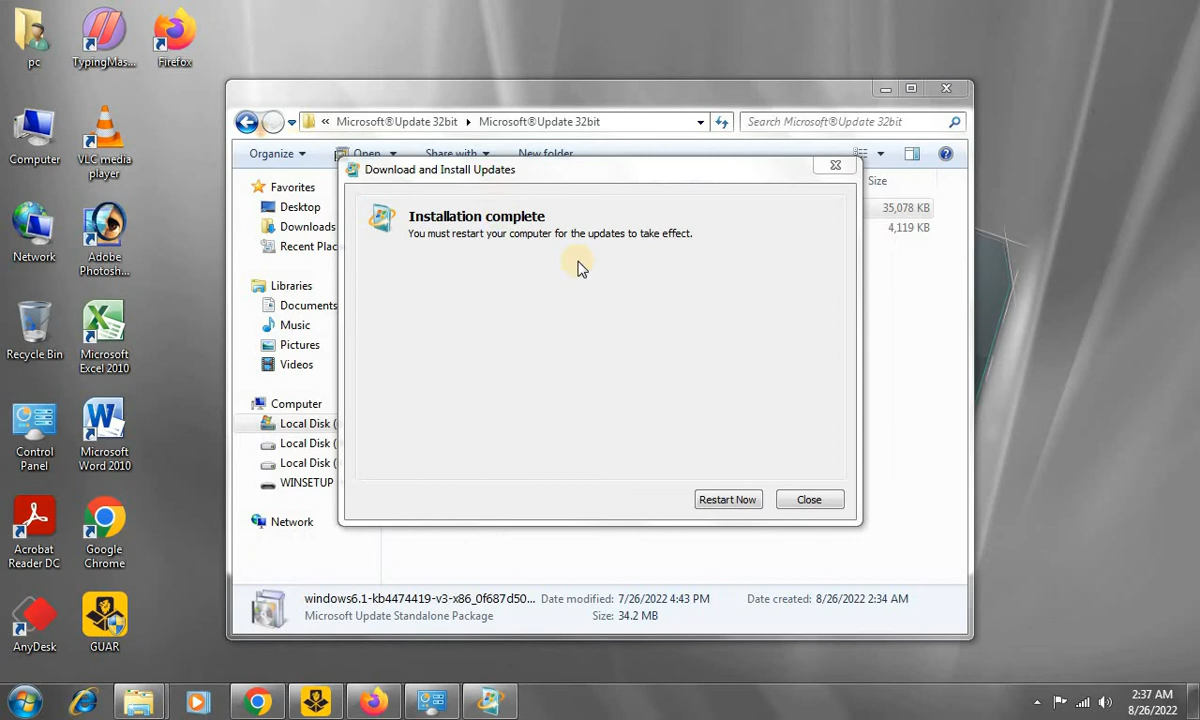 pc
TypingMas...
Firefox
Computer
VLC media
player
Network
Adobe
Photosh...
Recycle Bin
Microsoft
Excel 2010
Control
Panel
Microsoft
Word 2010
Acrobat
Reader DC
Google
Chrome
AnyDesk
GUAR
« Microsoft®Update 32bit Microsoft®Update 32bit
Search Microsoft®Update 32bit
Organize Open Share with New folder
Favorites
Desktop
Downloads
Recent Plac
Libraries
Documents
Music
Pictures
Videos
Computer
Local Disk (
Local Disk (
Local Disk (
WINSETUP
Network
Size
35,078 KB
4,119 KB
Download and Install Updates
Installation complete
You must restart your computer for the updates to take effect.
Restart Now Close
windows6.1-kb4474419-v3-x86_0f687d50... Date modified: 7/26/2022 4:43 PM Date created: 8/26/2022 2:34 AM
Microsoft Update Standalone Package Size: 34.2 MB
2:37 AM
8/26/2022